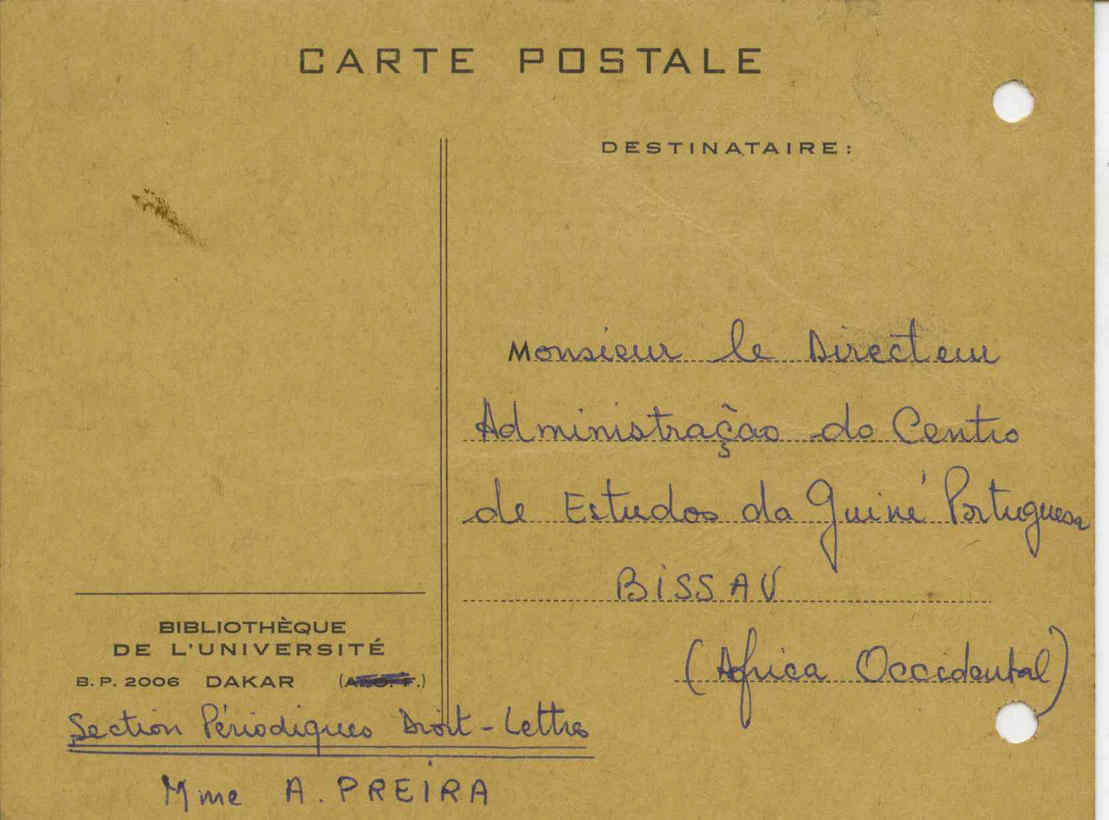 CARTE POSTALE
DESTINATAIRE:
Monsieur le Directeur
Administração do Centro
de Estudos da Guiné Portuguesa
BISSAU
(Africa Occidental)
BIBLIOTHÈQUE
DE L'UNIVERSITÉ
B.P. 2006 DAKAR (A.O.F.)
Section Périodiques Droit-Lettres
Mme A. PREIRA